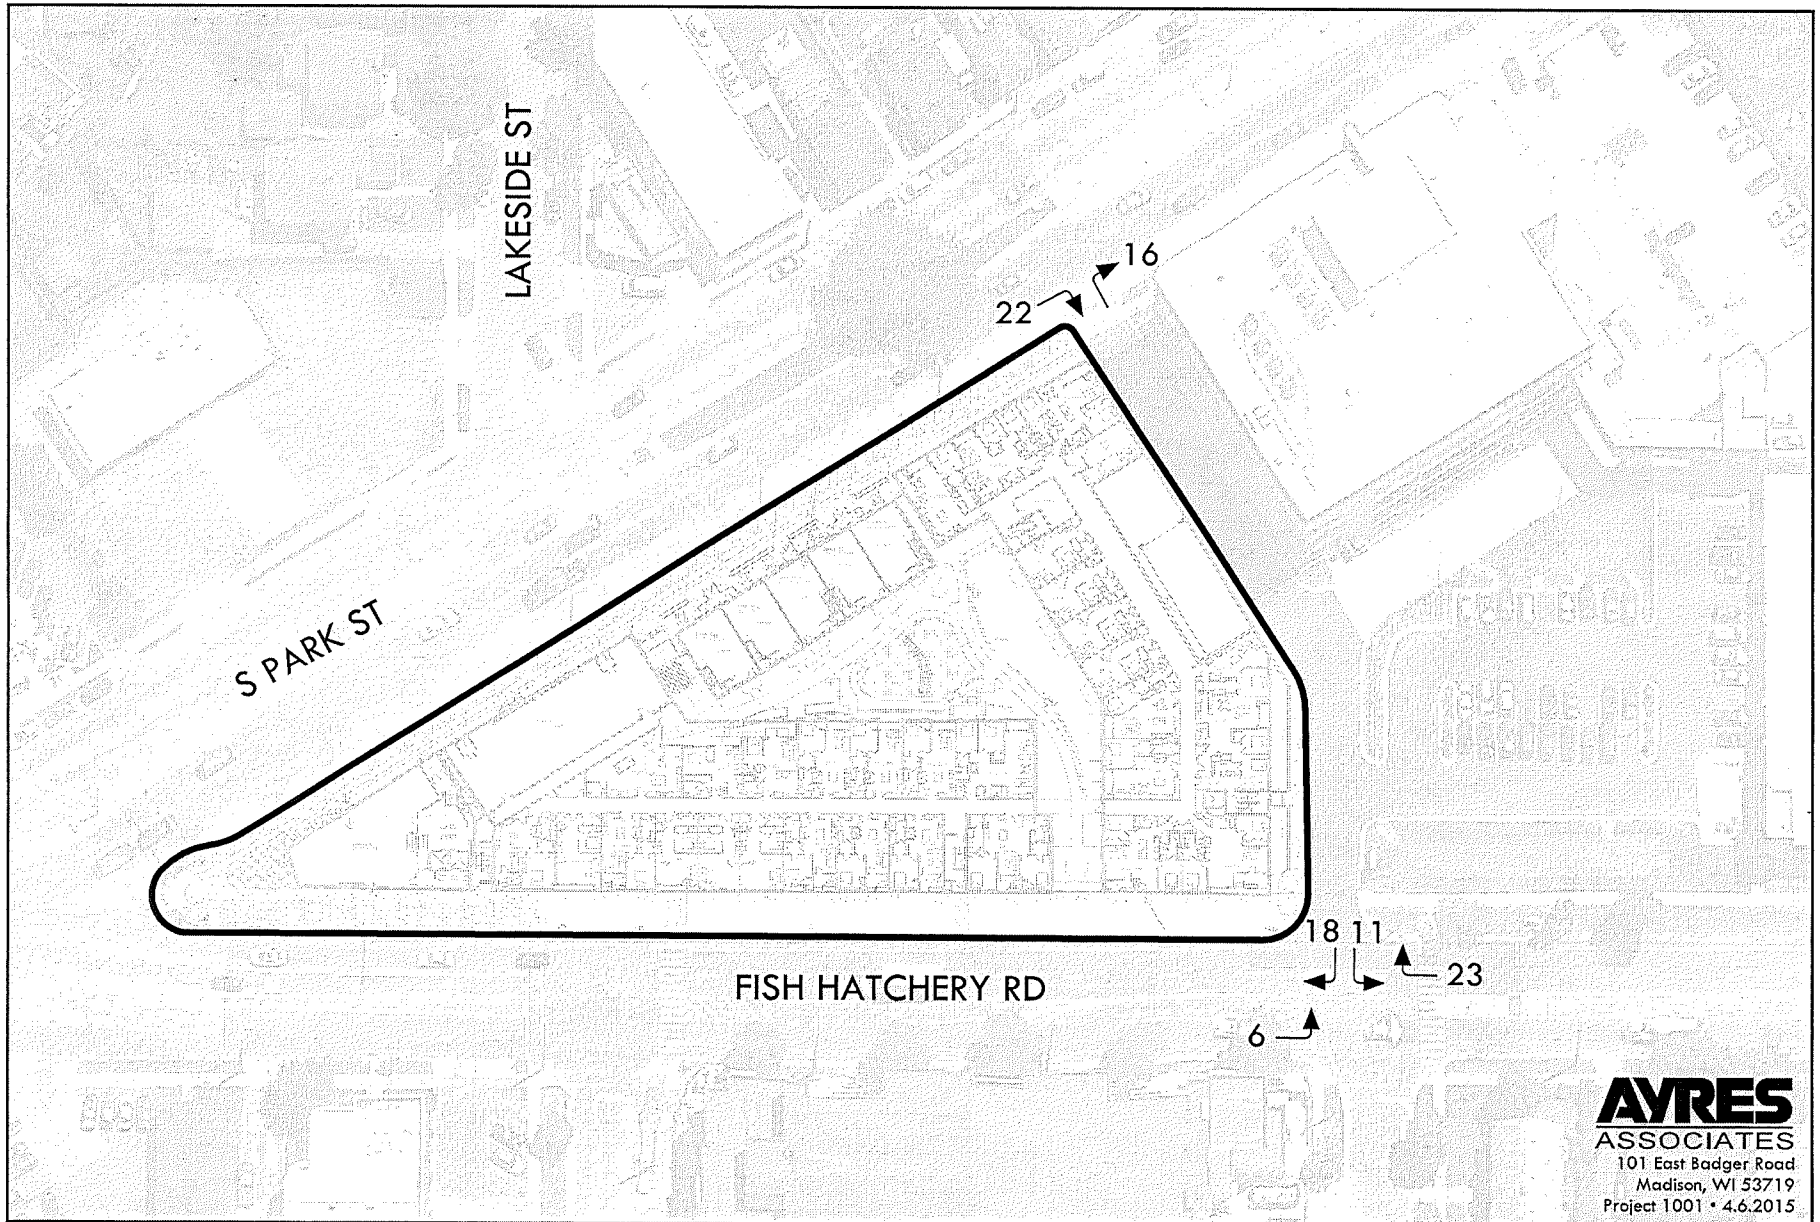 LAKESIDE ST
16
22
S PARK ST
18 11
23
FISH HATCHERY RD
6
AYRES
ASSOCIATES
101 East Badger Road
Madison, WI 53719
Project 1001 • 4.6.2015